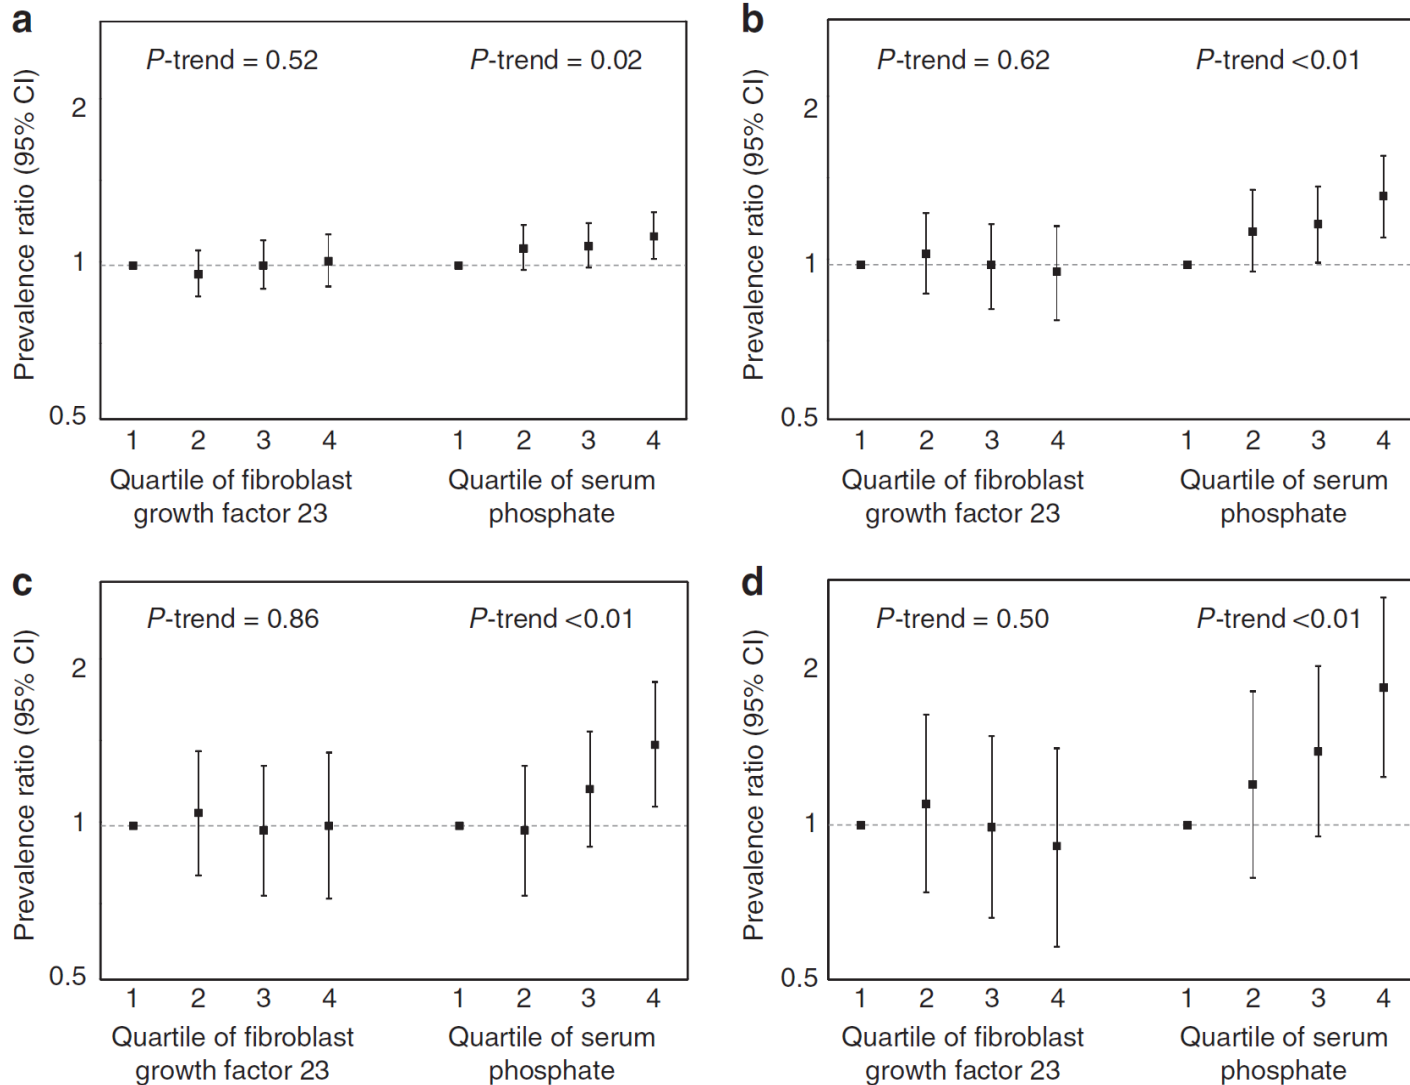 a
P-trend = 0.52
P-trend = 0.02
Prevalence ratio (95% CI)
2
1
0.5
1 2 3 4 1 2 3 4
Quartile of fibroblast
growth factor 23
Quartile of serum
phosphate
b
P-trend = 0.62
P-trend <0.01
Prevalence ratio (95% CI)
2
1
0.5
1 2 3 4 1 2 3 4
Quartile of fibroblast
growth factor 23
Quartile of serum
phosphate
c
P-trend = 0.86
P-trend <0.01
Prevalence ratio (95% CI)
2
1
0.5
1 2 3 4 1 2 3 4
Quartile of fibroblast
growth factor 23
Quartile of serum
phosphate
d
P-trend = 0.50
P-trend <0.01
Prevalence ratio (95% CI)
2
1
0.5
1 2 3 4 1 2 3 4
Quartile of fibroblast
growth factor 23
Quartile of serum
phosphate